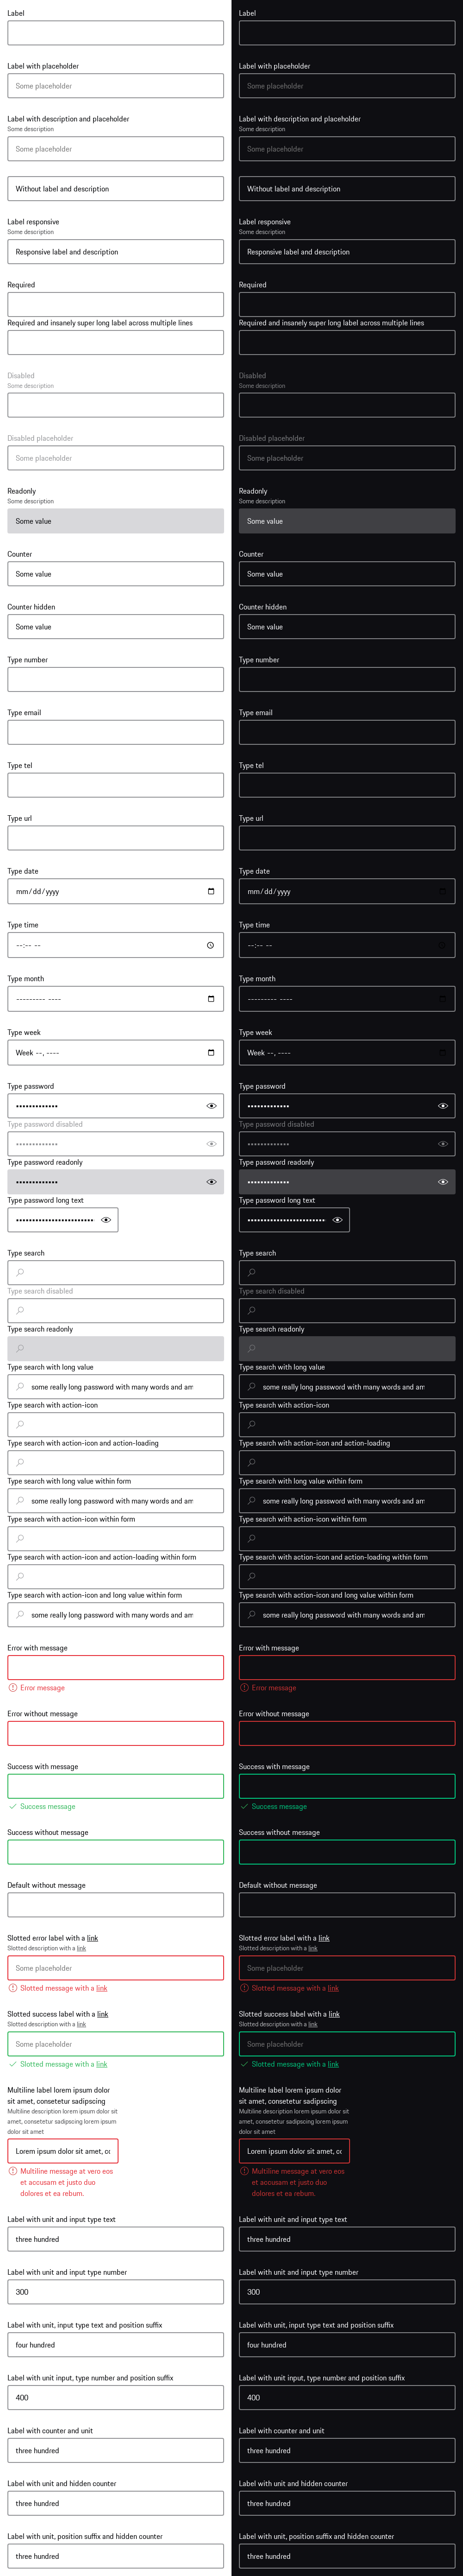 Label
Label with placeholder
Some placeholder
Label with description and placeholder
Some description
Some placeholder
Without label and description
Label responsive
Some description
Responsive label and description
Required
Required and insanely super long label across multiple lines
Disabled
Some description
Disabled placeholder
Some placeholder
Readonly
Some description
Some value
Counter
Some value
Counter hidden
Some value
Type number
Type email
Type tel
Type url
Type date
mm/dd/yyyy
Type time
--:-- --
Type month
--------- ----
Type week
Week --, ----
Type password
Type password disabled
Type password readonly
Type password long text
Type search
Type search disabled
Type search readonly
Type search with long value
some really long password with many words and am
Type search with action-icon
Type search with action-icon and action-loading
Type search with long value within form
some really long password with many words and am
Type search with action-icon within form
Type search with action-icon and action-loading within form
Type search with action-icon and long value within form
some really long password with many words and am
Error with message
Error message
Error without message
Success with message
Success message
Success without message
Default without message
Slotted error label with a link
Slotted description with a link
Some placeholder
Slotted message with a link
Slotted success label with a link
Slotted description with a link
Some placeholder
Slotted message with a link
Multiline label lorem ipsum dolor
sit amet, consetetur sadipscing
Multiline description lorem ipsum dolor sit
amet, consetetur sadipscing lorem ipsum
dolor sit amet
Lorem ipsum dolor sit amet, co
Multiline message at vero eos
et accusam et justo duo
dolores et ea rebum.
Label with unit and input type text
three hundred
Label with unit and input type number
300
Label with unit, input type text and position suffix
four hundred
Label with unit input, type number and position suffix
400
Label with counter and unit
three hundred
Label with unit and hidden counter
three hundred
Label with unit, position suffix and hidden counter
three hundred
Label
Label with placeholder
Some placeholder
Label with description and placeholder
Some description
Some placeholder
Without label and description
Label responsive
Some description
Responsive label and description
Required
Required and insanely super long label across multiple lines
Disabled
Some description
Disabled placeholder
Some placeholder
Readonly
Some description
Some value
Counter
Some value
Counter hidden
Some value
Type number
Type email
Type tel
Type url
Type date
mm/dd/yyyy
Type time
--:-- --
Type month
--------- ----
Type week
Week --, ----
Type password
Type password disabled
Type password readonly
Type password long text
Type search
Type search disabled
Type search readonly
Type search with long value
some really long password with many words and am
Type search with action-icon
Type search with action-icon and action-loading
Type search with long value within form
some really long password with many words and am
Type search with action-icon within form
Type search with action-icon and action-loading within form
Type search with action-icon and long value within form
some really long password with many words and am
Error with message
Error message
Error without message
Success with message
Success message
Success without message
Default without message
Slotted error label with a link
Slotted description with a link
Some placeholder
Slotted message with a link
Slotted success label with a link
Slotted description with a link
Some placeholder
Slotted message with a link
Multiline label lorem ipsum dolor
sit amet, consetetur sadipscing
Multiline description lorem ipsum dolor sit
amet, consetetur sadipscing lorem ipsum
dolor sit amet
Lorem ipsum dolor sit amet, co
Multiline message at vero eos
et accusam et justo duo
dolores et ea rebum.
Label with unit and input type text
three hundred
Label with unit and input type number
300
Label with unit, input type text and position suffix
four hundred
Label with unit input, type number and position suffix
400
Label with counter and unit
three hundred
Label with unit and hidden counter
three hundred
Label with unit, position suffix and hidden counter
three hundred